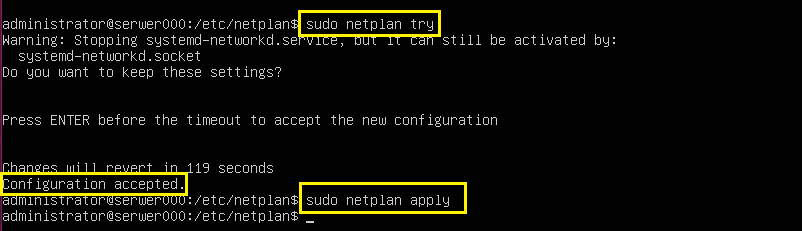 administrator@serwer000:/etc/netplan$ sudo netplan try
Warning: Stopping systemd-networkd.service, but it can still be activated by:
  systemd-networkd.socket
Do you want to keep these settings?
Press ENTER before the timeout to accept the new configuration
Changes will revert in 119 seconds
Configuration accepted.
administrator@serwer000:/etc/netplan$ sudo netplan apply
administrator@serwer000:/etc/netplan$ _